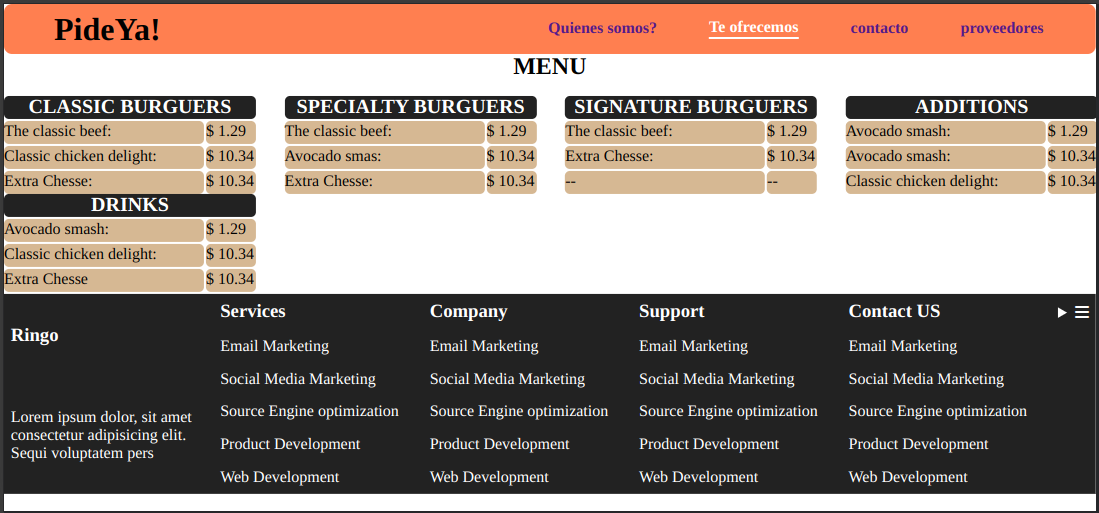 PideYa!
Quienes somos?
Te ofrecemos
contacto
proveedores
MENU
CLASSIC BURGUERS
The classic beef: $ 1.29
Classic chicken delight: $ 10.34
Extra Chesse: $ 10.34
SPECIALTY BURGUERS
The classic beef: $ 1.29
Avocado smas: $ 10.34
Extra Chesse: $ 10.34
SIGNATURE BURGUERS
The classic beef: $ 1.29
Extra Chesse: $ 10.34
-- --
ADDITIONS
Avocado smash: $ 1.29
Avocado smash: $ 10.34
Classic chicken delight: $ 10.34
DRINKS
Avocado smash: $ 1.29
Classic chicken delight: $ 10.34
Extra Chesse $ 10.34
Ringo
Lorem ipsum dolor, sit amet
consectetur adipisicing elit.
Sequi voluptatem pers
Services
Email Marketing
Social Media Marketing
Source Engine optimization
Product Development
Web Development
Company
Email Marketing
Social Media Marketing
Source Engine optimization
Product Development
Web Development
Support
Email Marketing
Social Media Marketing
Source Engine optimization
Product Development
Web Development
Contact US
Email Marketing
Social Media Marketing
Source Engine optimization
Product Development
Web Development